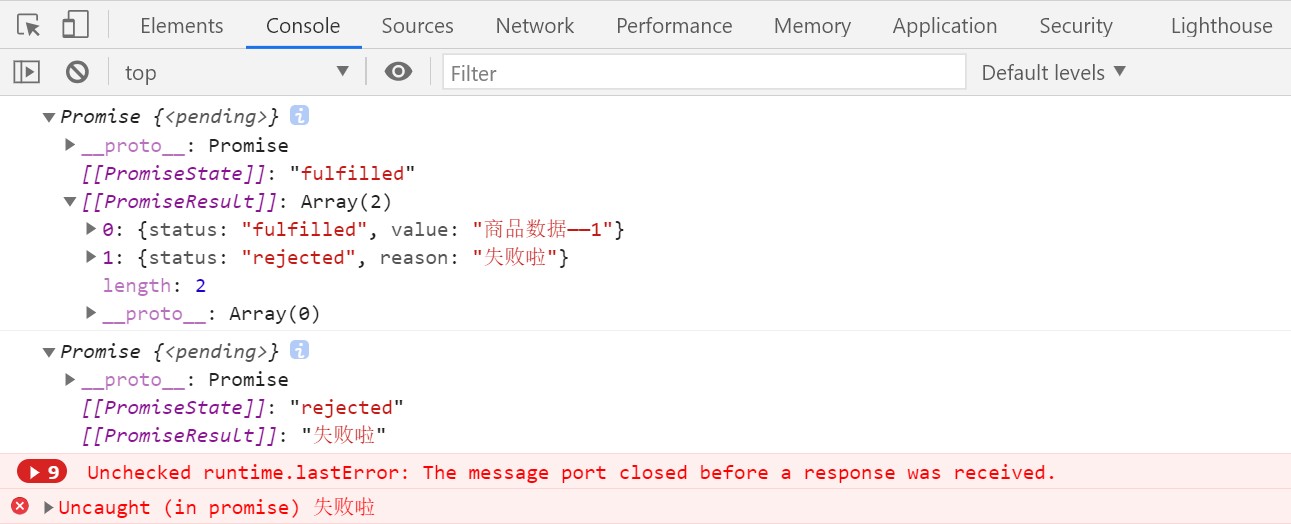 Elements Console Sources Network Performance Memory Application Security Lighthouse
top Filter Default levels
Promise {<pending>} i
__proto__: Promise
[[PromiseState]]: "fulfilled"
[[PromiseResult]]: Array(2)
0: {status: "fulfilled", value: "商品数据——1"}
1: {status: "rejected", reason: "失败啦"}
length: 2
__proto__: Array(0)
Promise {<pending>} i
__proto__: Promise
[[PromiseState]]: "rejected"
[[PromiseResult]]: "失败啦"
9 Unchecked runtime.lastError: The message port closed before a response was received.
Uncaught (in promise) 失败啦